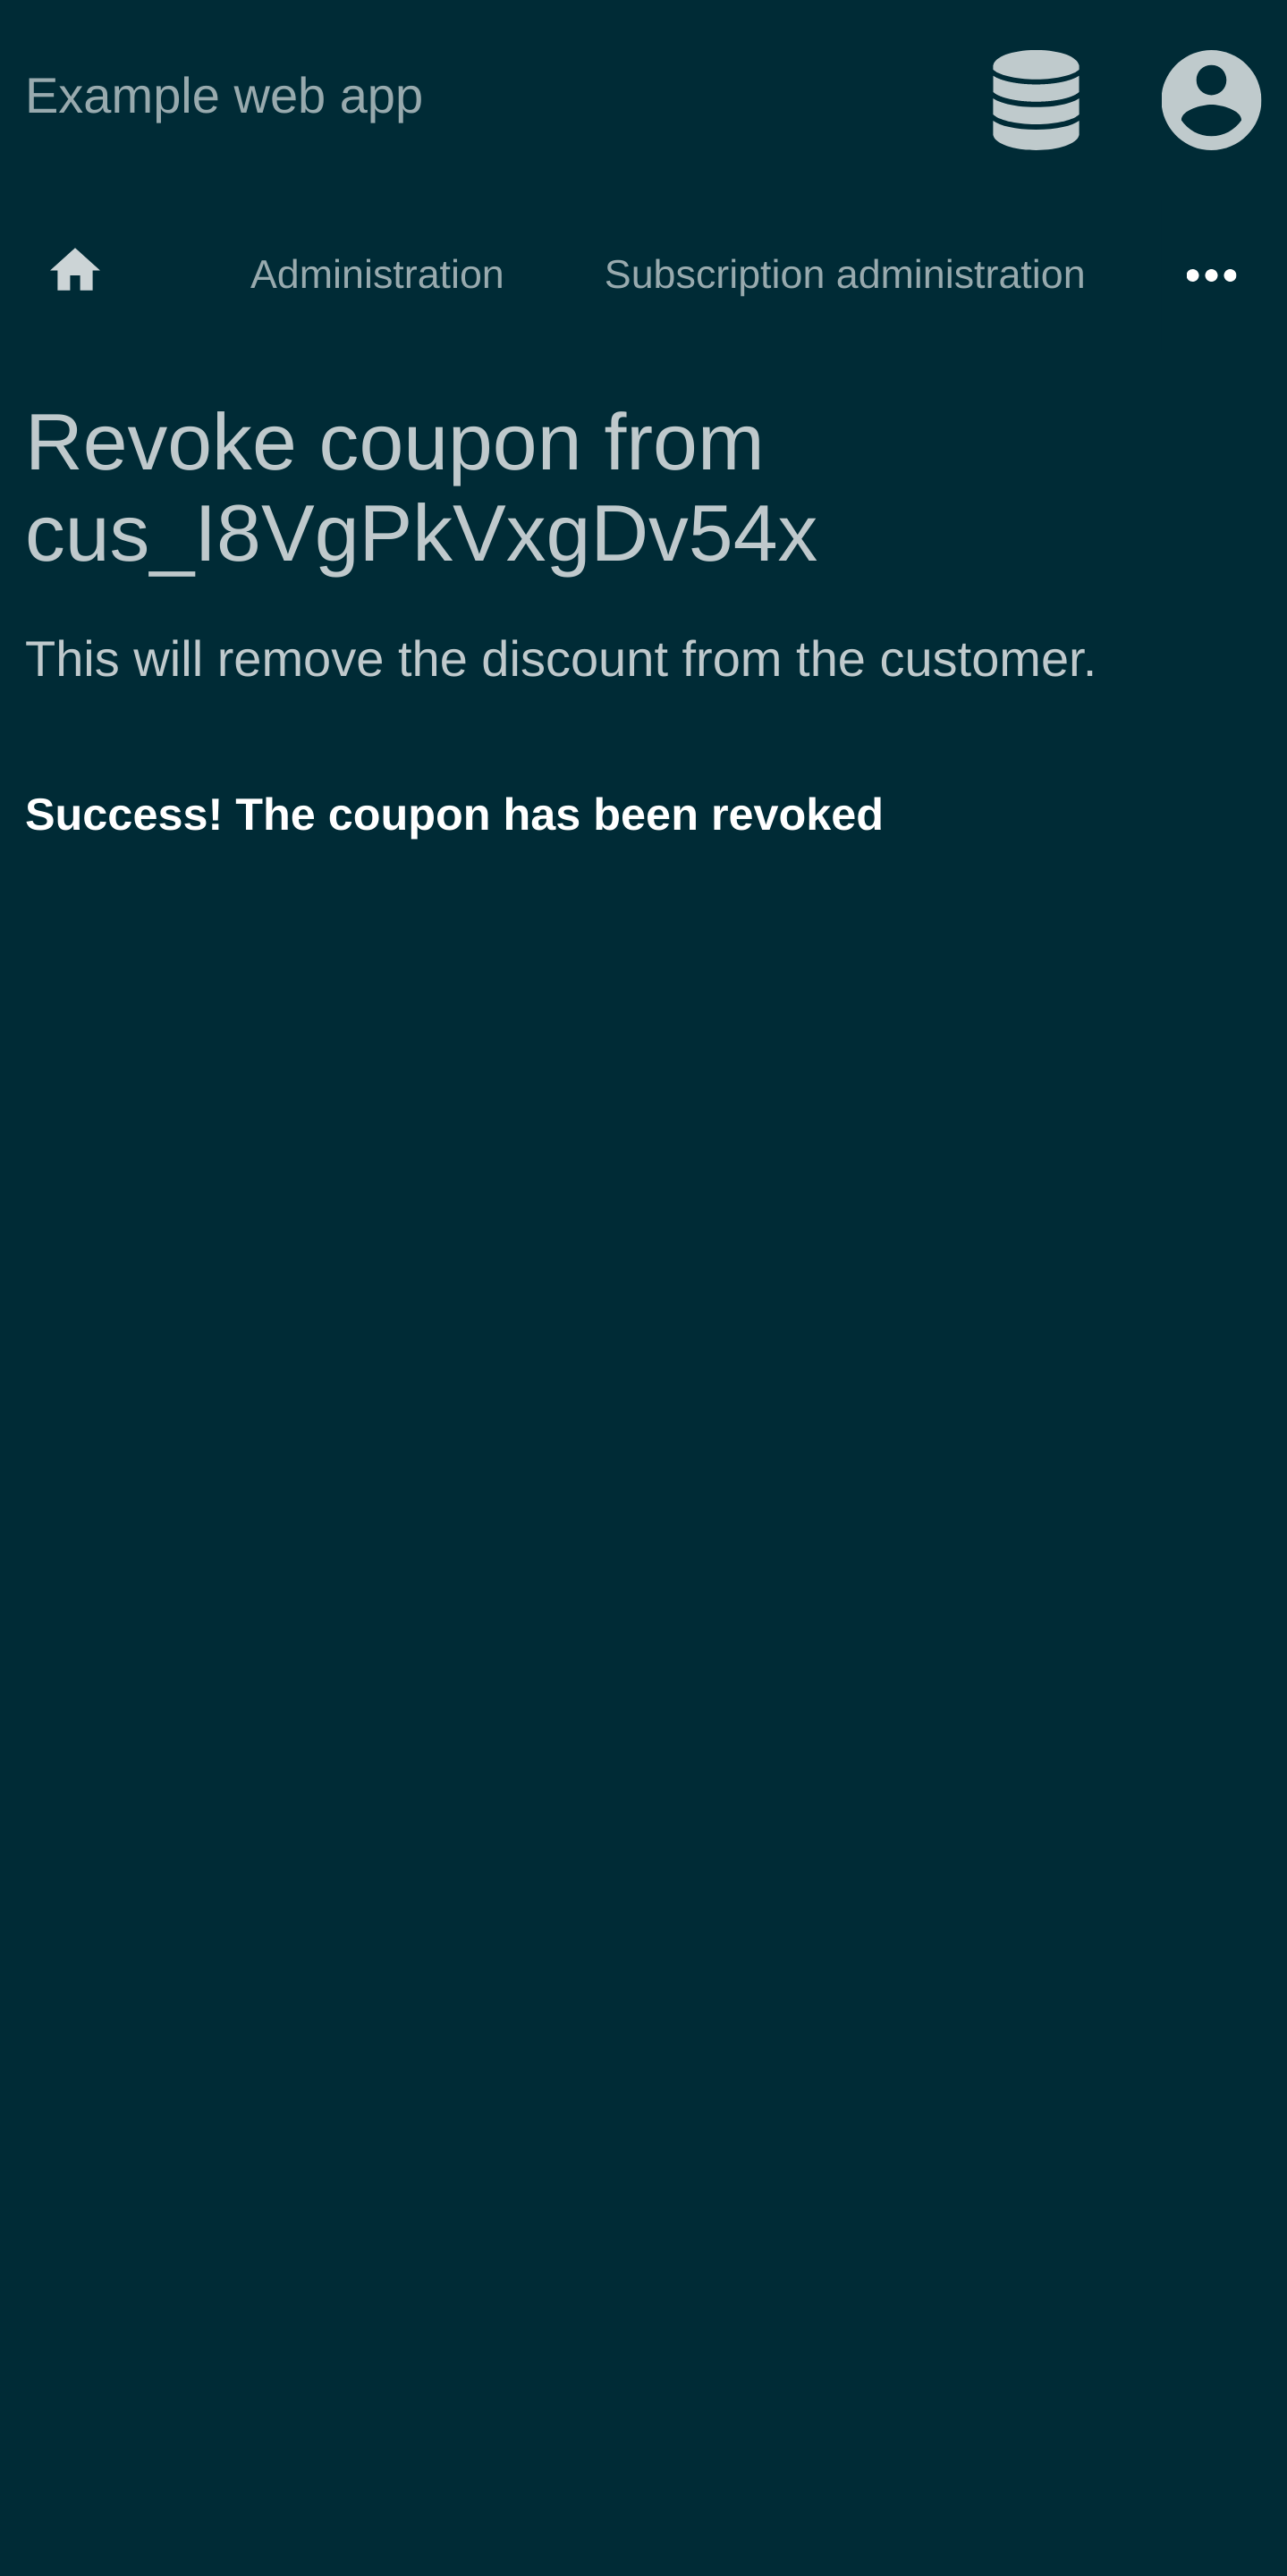 Example web app
Administration
Subscription administration
Revoke coupon from
cus_I8VgPkVxgDv54x
This will remove the discount from the customer.
Success! The coupon has been revoked